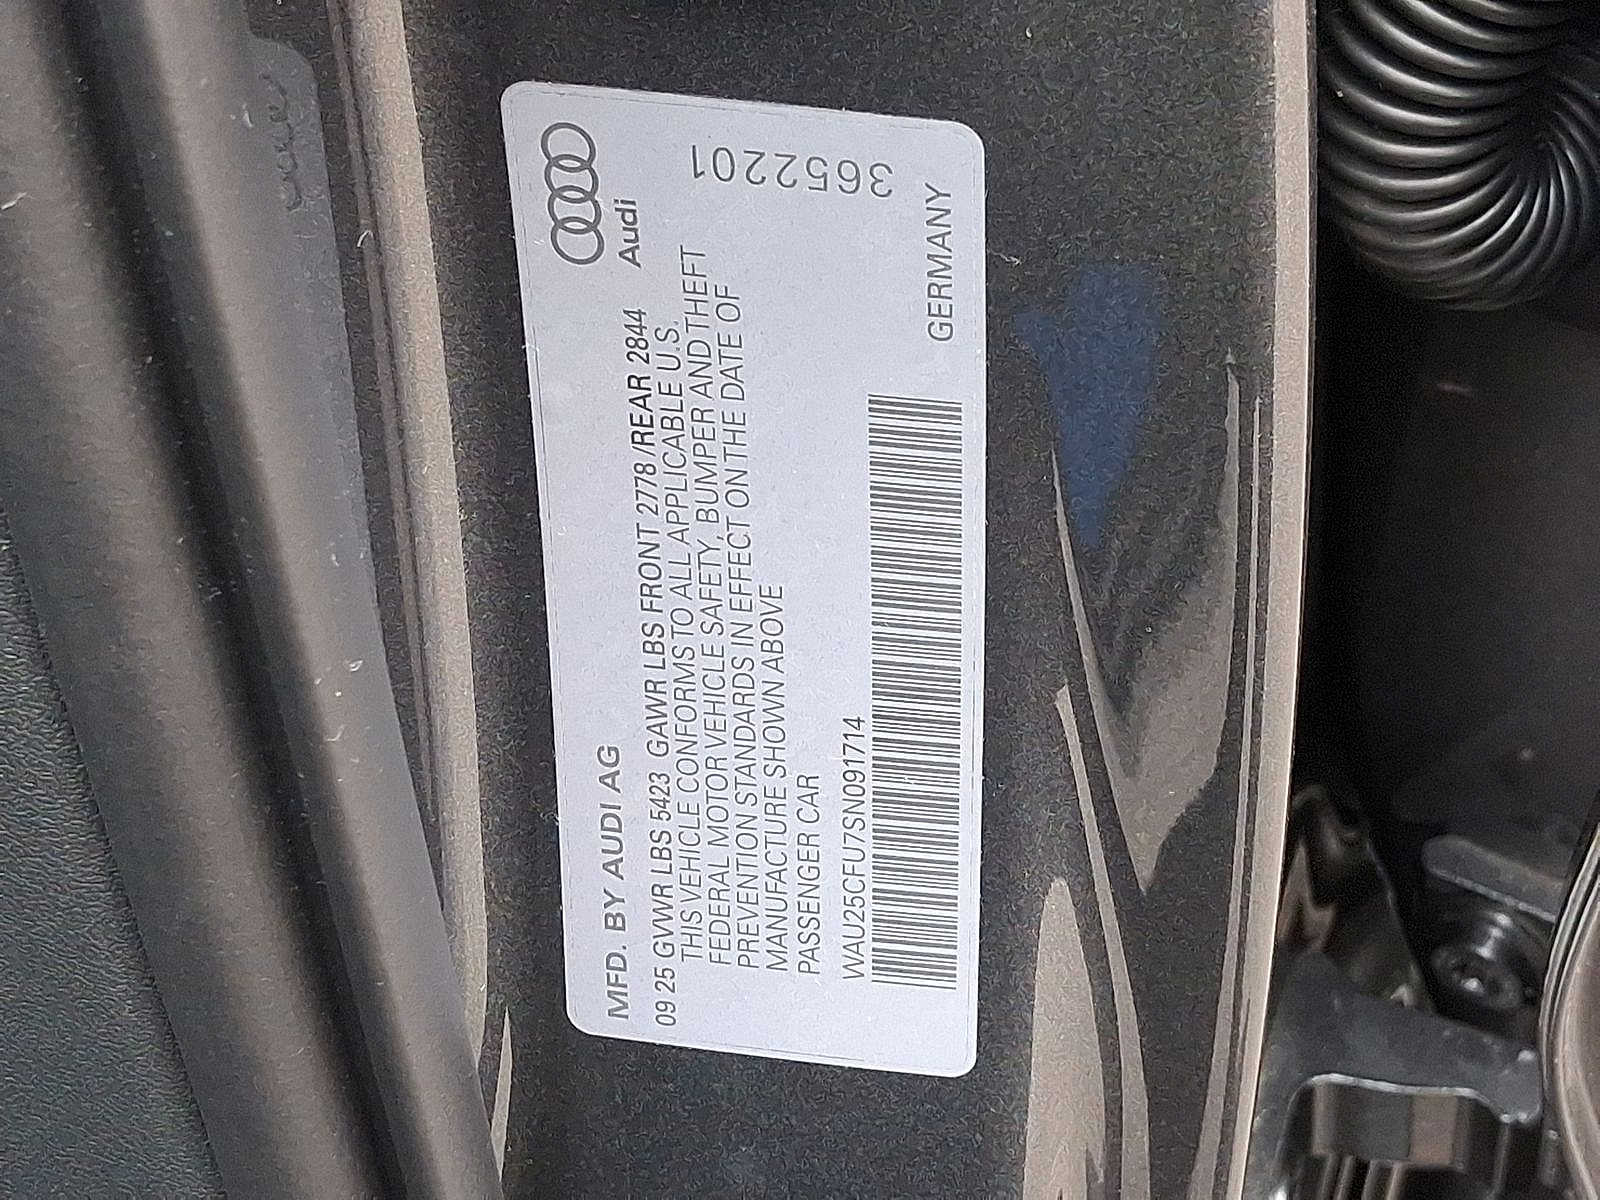 Audi
MFD. BY AUDI AG
09 25 GVWR LBS 5423 GAWR LBS FRONT 2778/REAR 2844
THIS VEHICLE CONFORMS TO ALL APPLICABLE U.S.
FEDERAL MOTOR VEHICLE SAFETY, BUMPER AND THEFT
PREVENTION STANDARDS IN EFFECT ON THE DATE OF
MANUFACTURE SHOWN ABOVE
PASSENGER CAR
WAU25CFU7SN091714
GERMANY
3652201